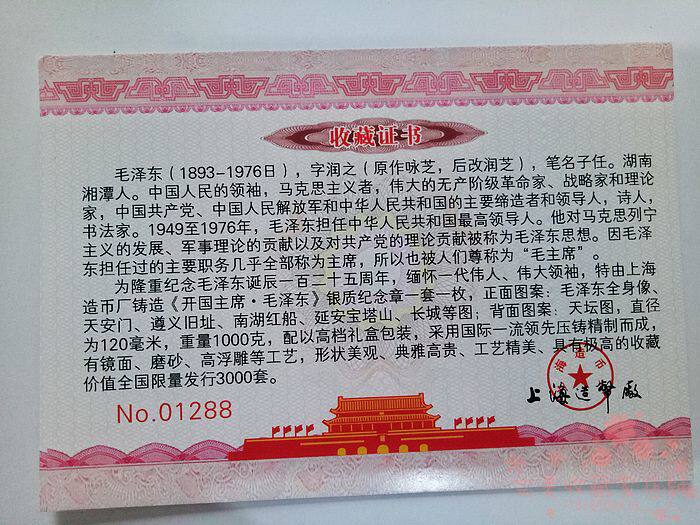 收藏证书
毛泽东（1893-1976日），字润之（原作咏芝，后改润芝），笔名子任。湖南
湘潭人。中国人民的领袖，马克思主义者，伟大的无产阶级革命家、战略家和理论
家，中国共产党、中国人民解放军和中华人民共和国的主要缔造者和领导人，诗人，
书法家。1949至1976年，毛泽东担任中华人民共和国最高领导人。他对马克思列宁
主义的发展、军事理论的贡献以及对共产党的理论贡献被称为毛泽东思想。因毛泽
东担任过的主要职务几乎全部称为主席，所以也被人们尊称为“毛主席”。
为隆重纪念毛泽东诞辰一百二十五周年，缅怀一代伟人、伟大领袖，特由上海
造币厂铸造《开国主席·毛泽东》银质纪念章一套一枚，正面图案：毛泽东全身像、
天安门、遵义旧址、南湖红船、延安宝塔山、长城等图；背面图案：天坛图，直径
为120毫米，重量1000克，配以高档礼盒包装，采用国际一流领先压铸精制而成，
有镜面、磨砂、高浮雕等工艺，形状美观、典雅高贵、工艺精美、具有极高的收藏
价值全国限量发行3000套。
海造币
上海造幣廠
No.01288